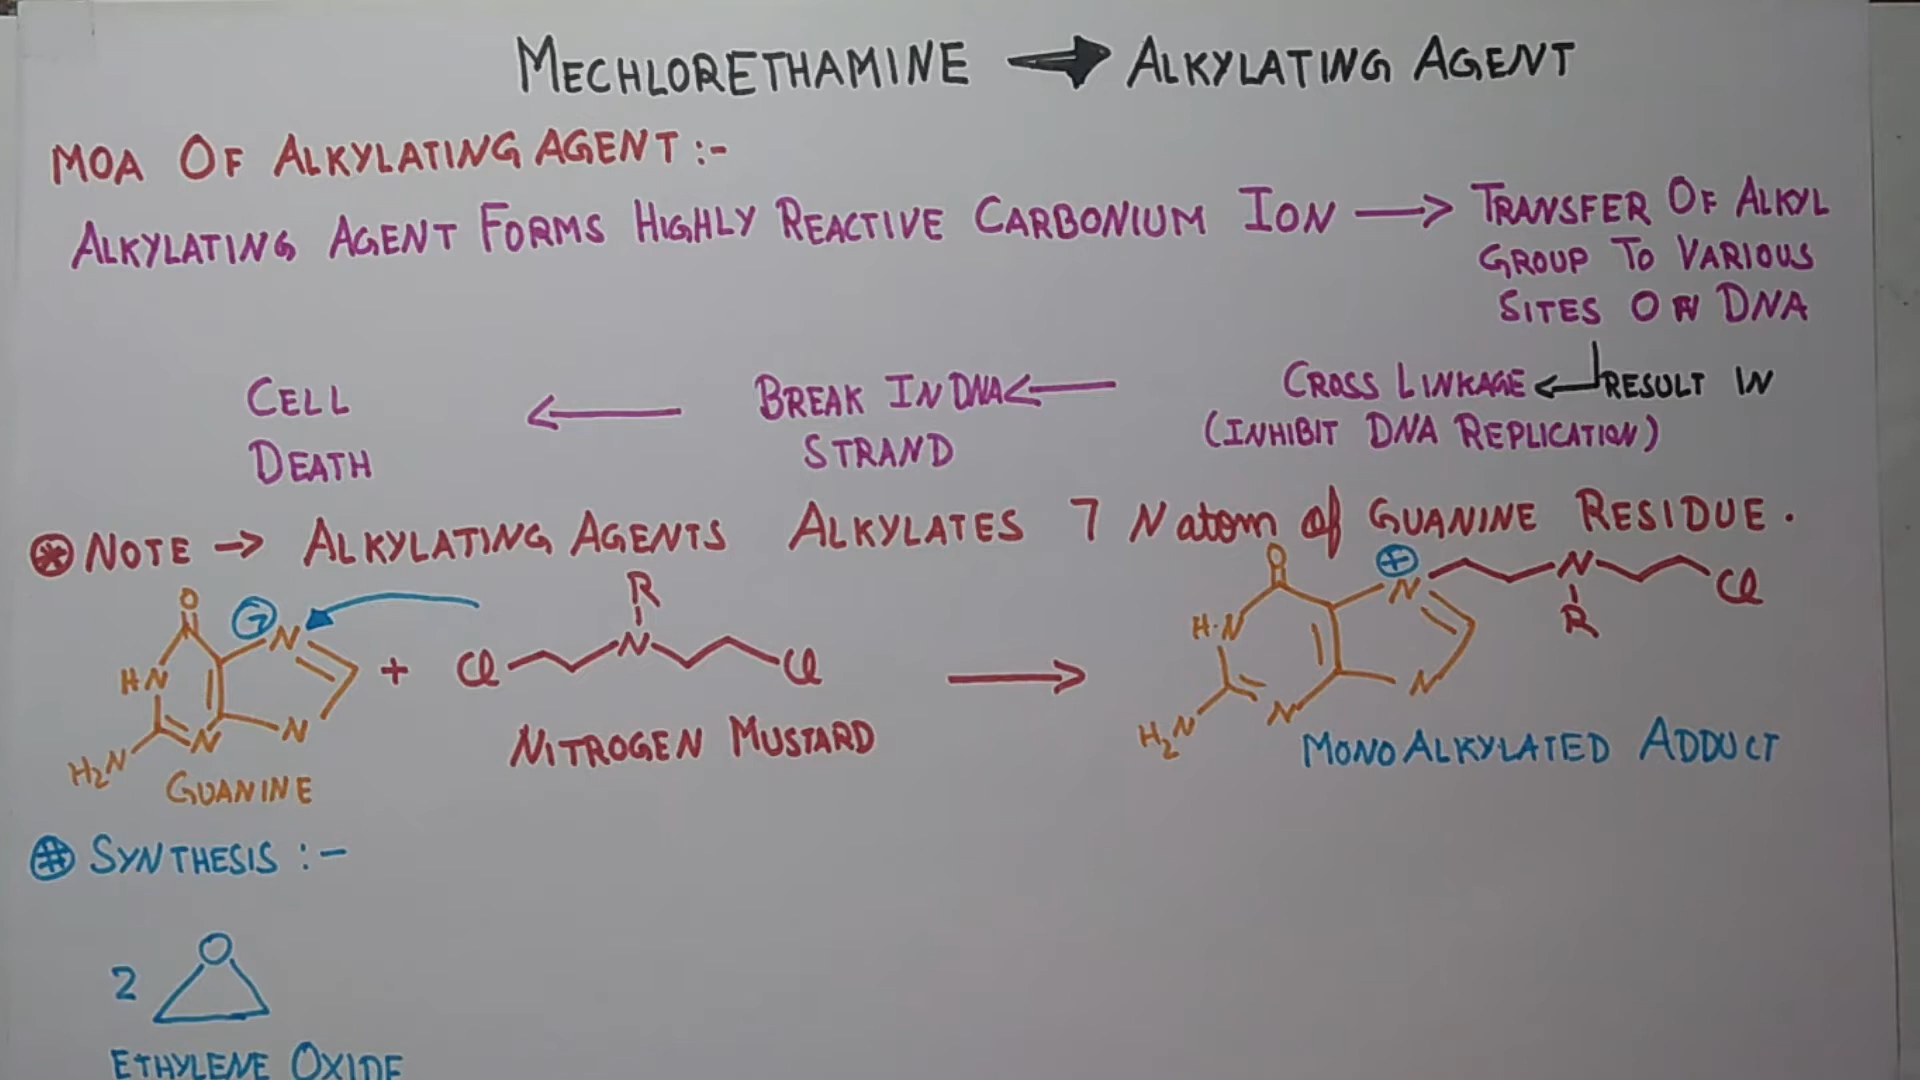 MECHLORETHAMINE → ALKYLATING AGENT
MOA OF ALKYLATING AGENT :-
ALKYLATING AGENT FORMS HIGHLY REACTIVE CARBONIUM ION → TRANSFER OF ALKYL
GROUP TO VARIOUS
SITES ON DNA
RESULT IN
CROSS LINKAGE
(INHIBIT DNA REPLICATION)
BREAK IN DNA
STRAND
CELL
DEATH
* NOTE → ALKYLATING AGENTS ALKYLATES 7 N atom of GUANINE RESIDUE.
O
7
N
HN
N
N
H2N
GUANINE
+
R
N
Cl
Cl
NITROGEN MUSTARD
→
O
+
N
N
Cl
R
H·N
N
N
H2N
MONO ALKYLATED ADDUCT
# SYNTHESIS :-
2
O
ETHYLENE OXIDE